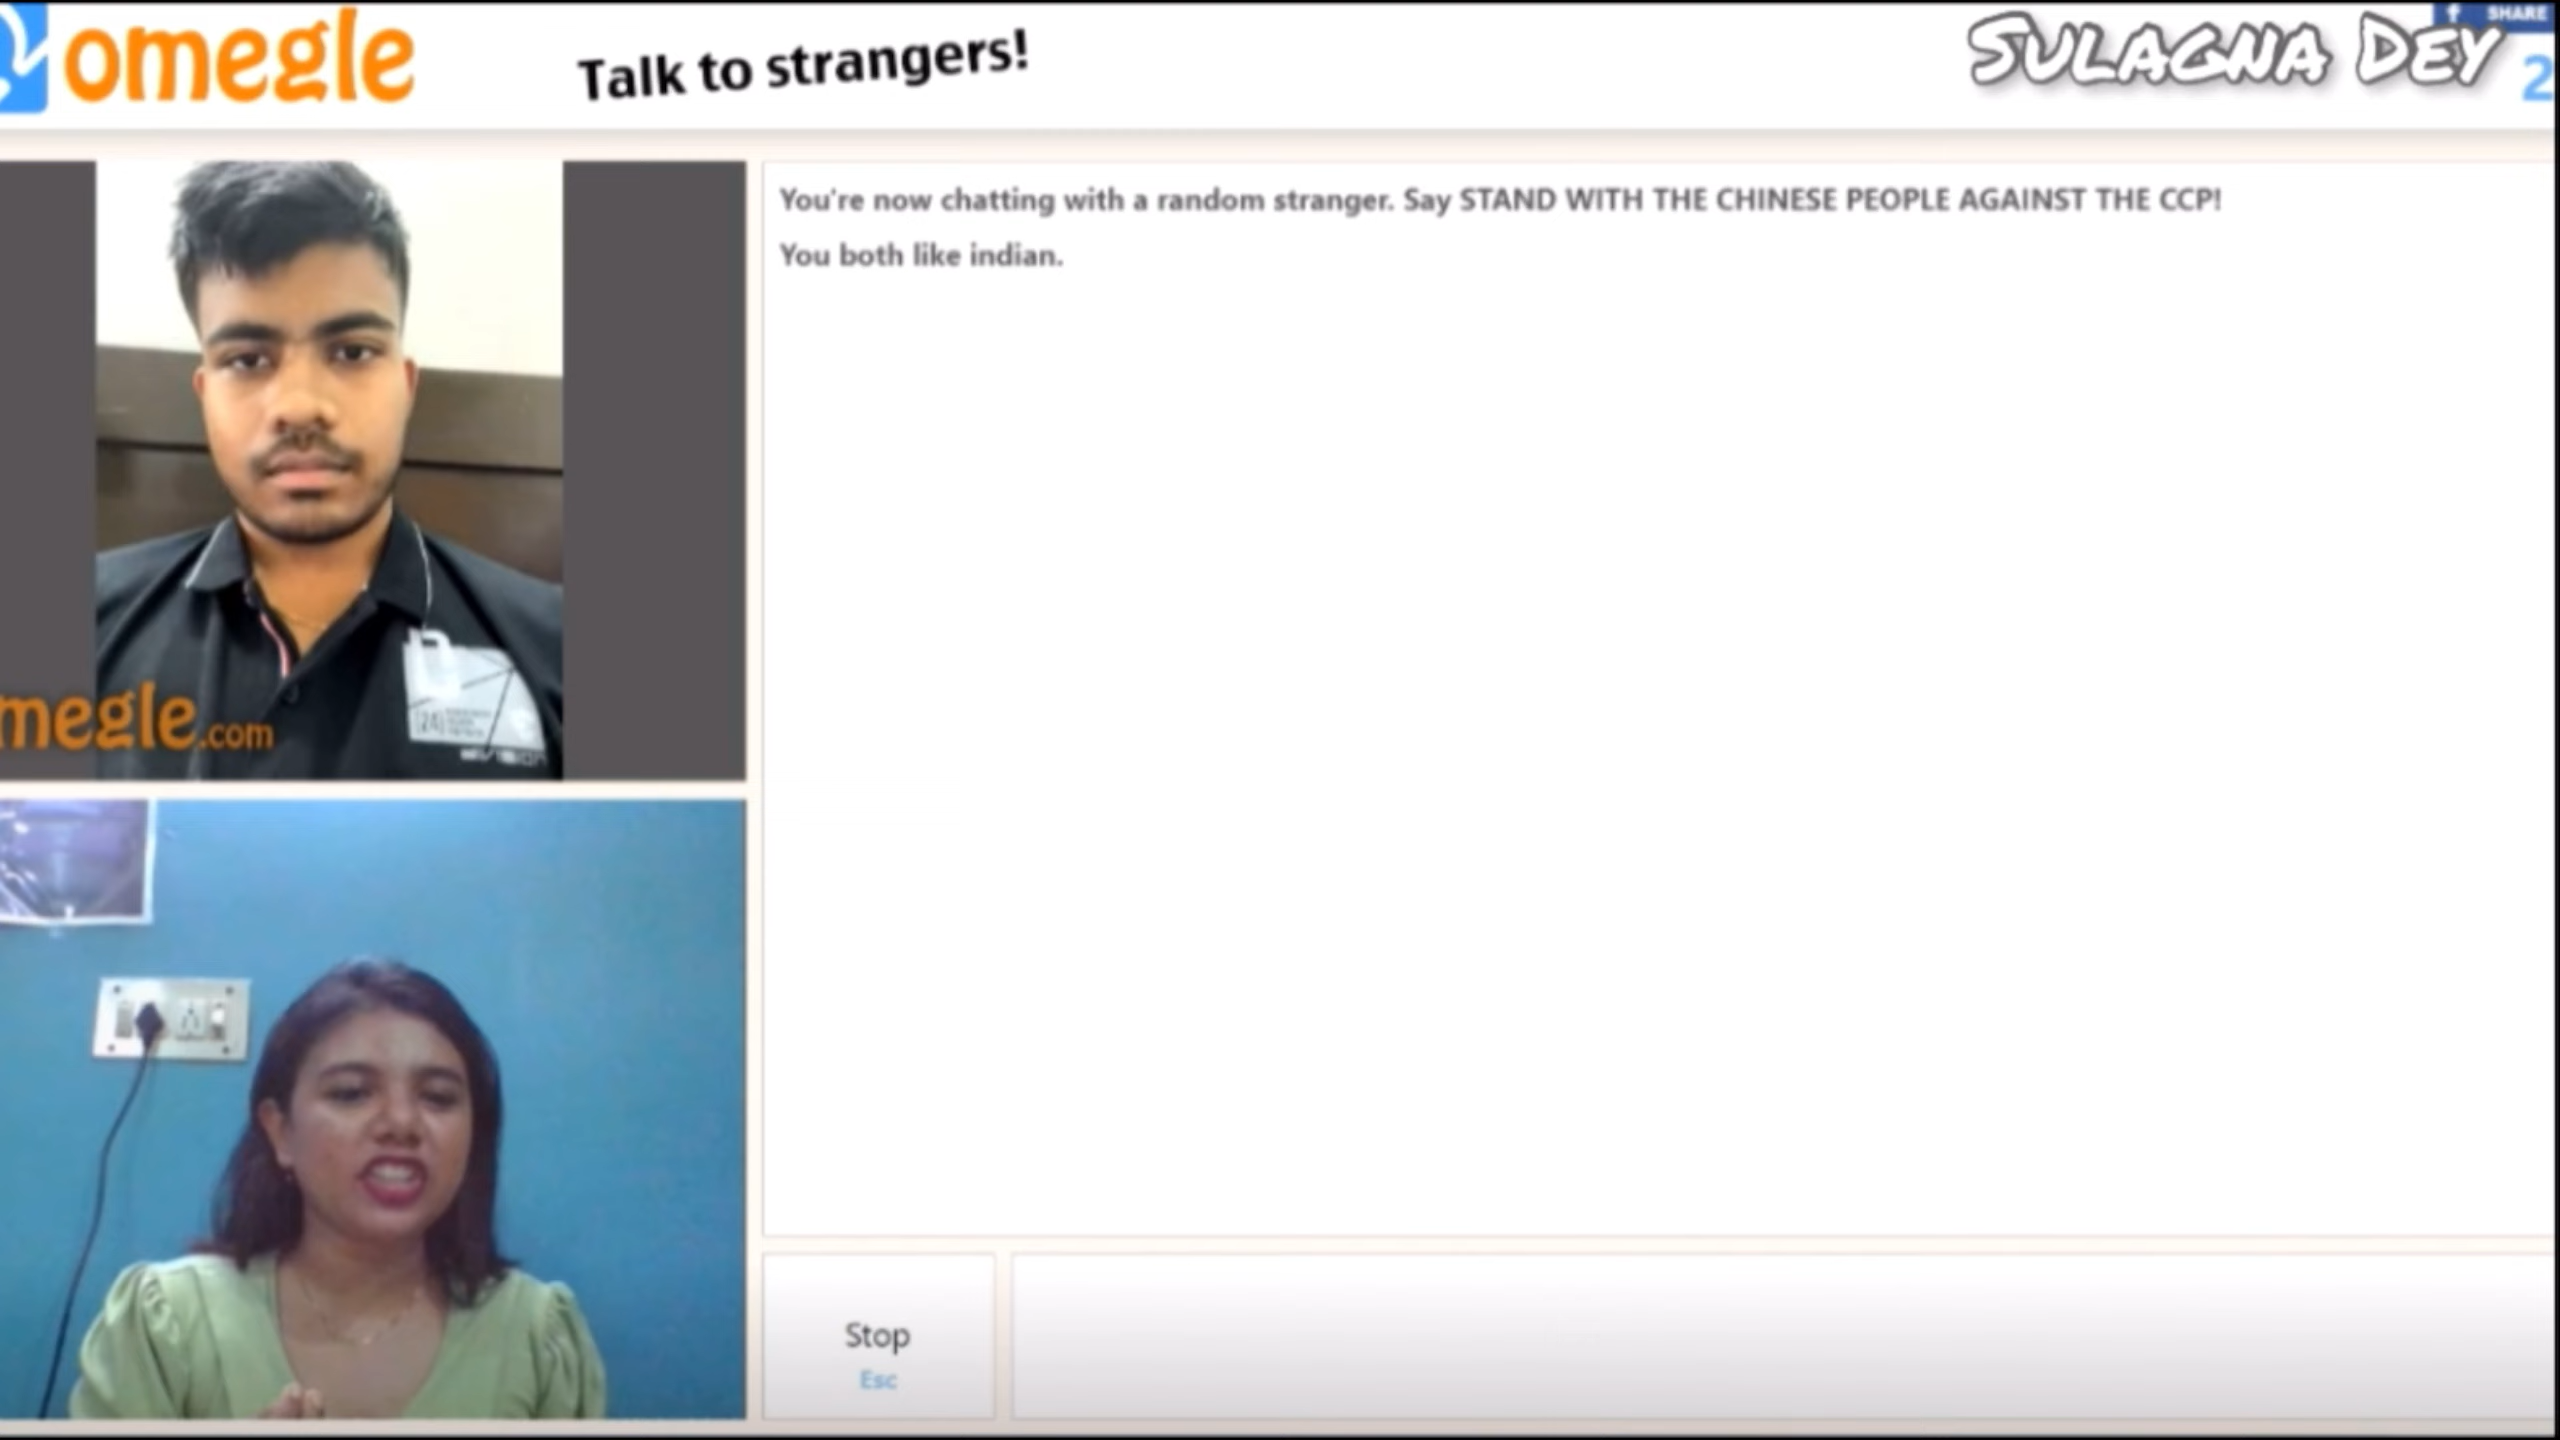 omegle
Talk to strangers!
SHARE
SULAGNA DEY
2
You're now chatting with a random stranger. Say STAND WITH THE CHINESE PEOPLE AGAINST THE CCP!
You both like indian.
megle.com
Stop
Esc